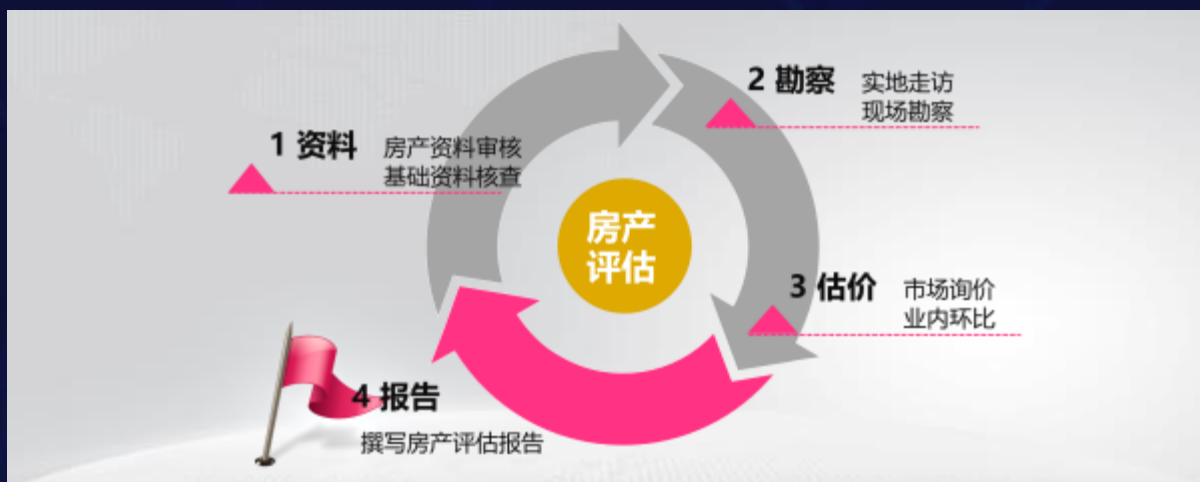 1 资料
房产资料审核
基础资料核查
2 勘察
实地走访
现场勘察
房产
评估
3 估价
市场询价
业内环比
4 报告
撰写房产评估报告